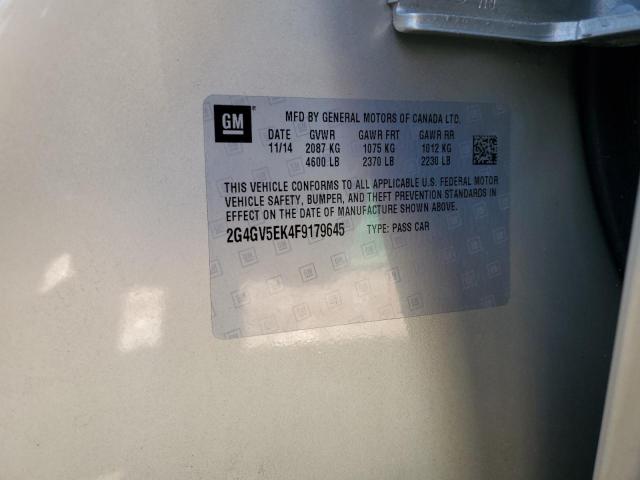 GM
MFD BY GENERAL MOTORS OF CANADA LTD.
DATE GVWR GAWR FRT GAWR RR
11/14 2087 KG 1075 KG 1012 KG
4600 LB 2370 LB 2230 LB
THIS VEHICLE CONFORMS TO ALL APPLICABLE U.S. FEDERAL MOTOR
VEHICLE SAFETY, BUMPER, AND THEFT PREVENTION STANDARDS IN
EFFECT ON THE DATE OF MANUFACTURE SHOWN ABOVE.
2G4GV5EK4F9179645 TYPE: PASS CAR